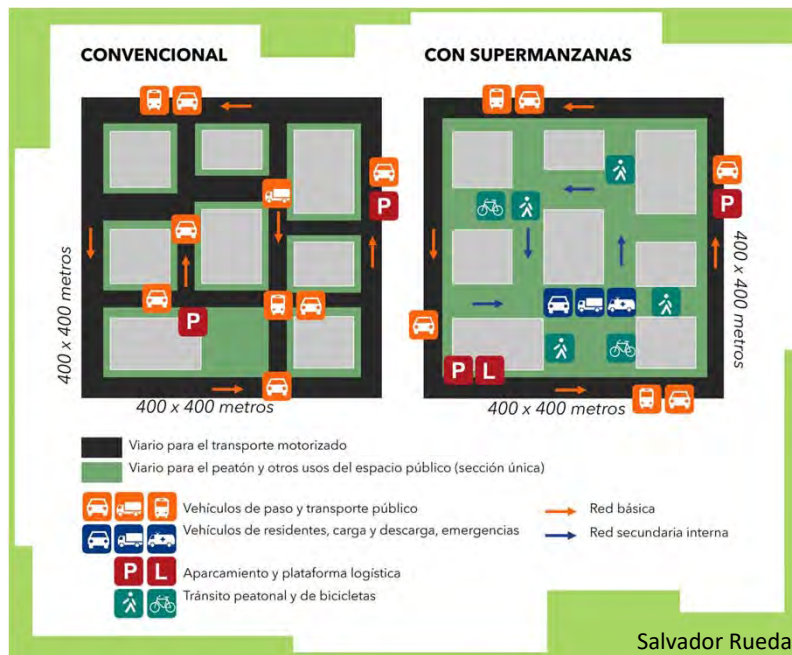 CONVENCIONAL
CON SUPERMANZANAS
P
P
400 x 400 metros
400 x 400 metros
P
P L
400 x 400 metros
400 x 400 metros
Viario para el transporte motorizado
Viario para el peatón y otros usos del espacio público (sección única)
Vehículos de paso y transporte público
Red básica
Vehículos de residentes, carga y descarga, emergencias
Red secundaria interna
P L
Aparcamiento y plataforma logística
Tránsito peatonal y de bicicletas
Salvador Rueda